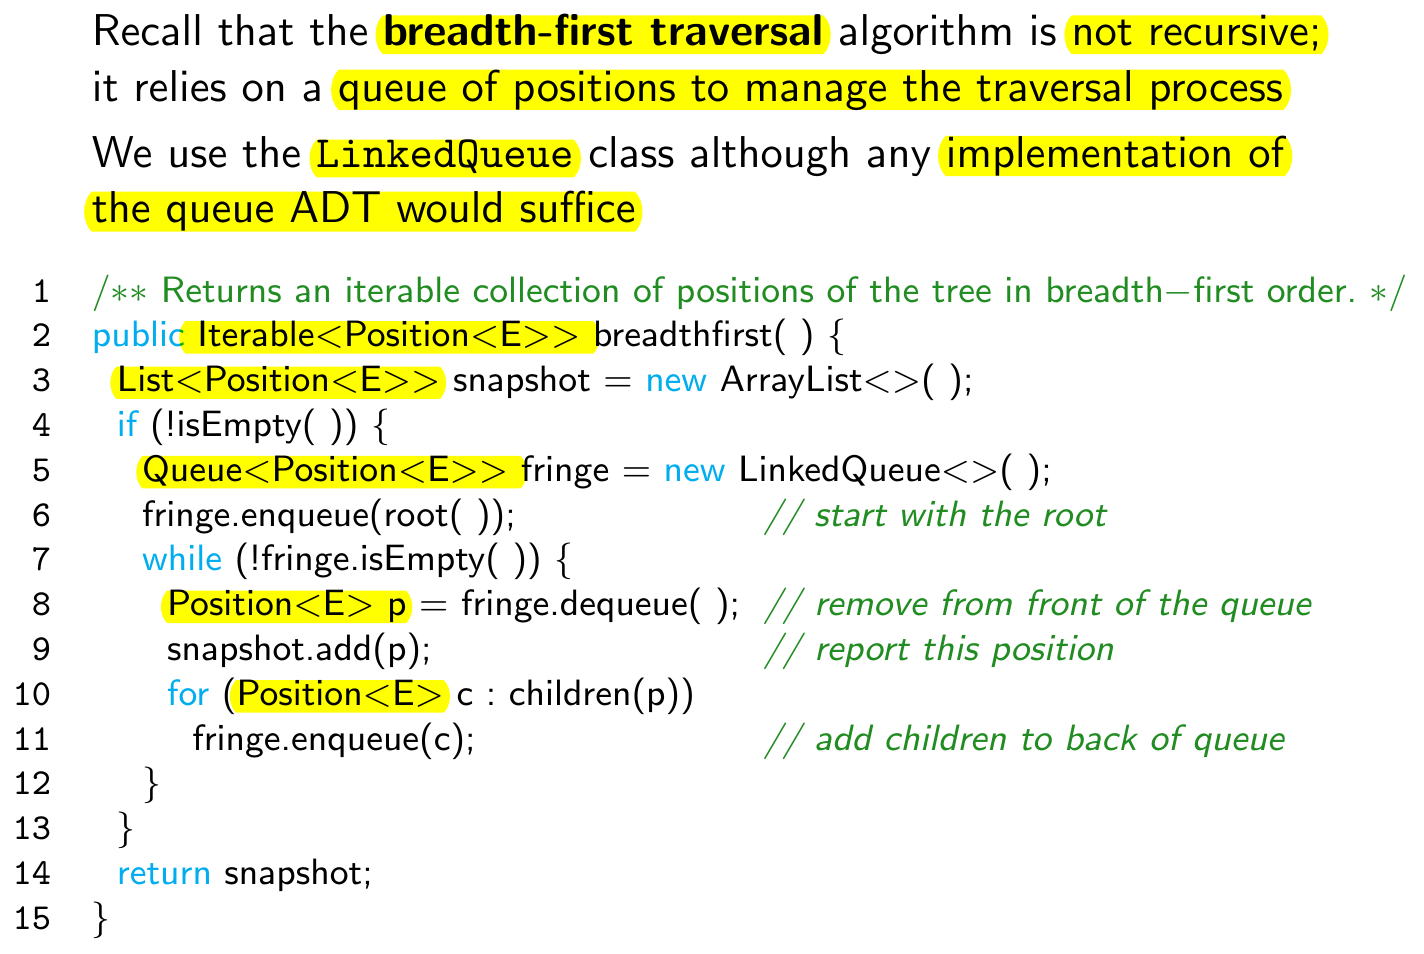 Recall that the breadth-first traversal algorithm is not recursive;
it relies on a queue of positions to manage the traversal process
We use the LinkedQueue class although any implementation of
the queue ADT would suffice
1 /** Returns an iterable collection of positions of the tree in breadth−first order. */
2 public Iterable<Position<E>> breadthfirst( ) {
3 List<Position<E>> snapshot = new ArrayList<>( );
4 if (!isEmpty( )) {
5 Queue<Position<E>> fringe = new LinkedQueue<>( );
6 fringe.enqueue(root( )); // start with the root
7 while (!fringe.isEmpty( )) {
8 Position<E> p = fringe.dequeue( ); // remove from front of the queue
9 snapshot.add(p); // report this position
10 for (Position<E> c : children(p))
11 fringe.enqueue(c); // add children to back of queue
12 }
13 }
14 return snapshot;
15 }